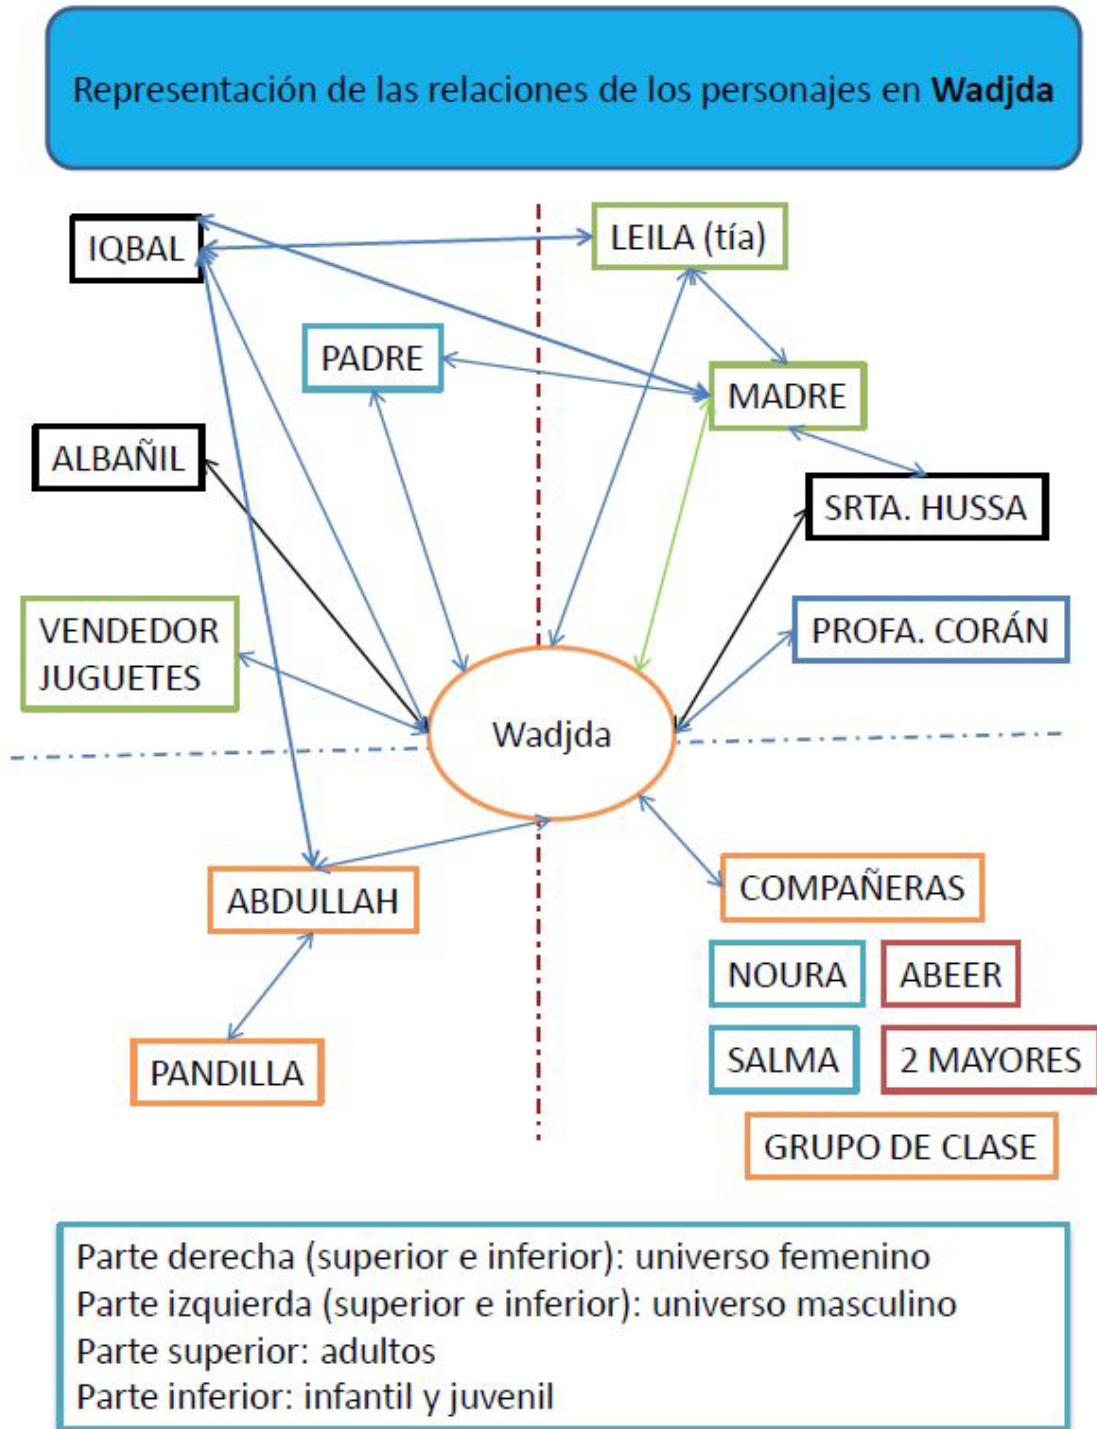 Representación de las relaciones de los personajes en Wadjda
IQBAL
LEILA (tía)
PADRE
MADRE
ALBAÑIL
SRTA. HUSSA
VENDEDOR
JUGUETES
PROFA. CORÁN
Wadjda
ABDULLAH
COMPAÑERAS
NOURA
ABEER
PANDILLA
SALMA
2 MAYORES
GRUPO DE CLASE
Parte derecha (superior e inferior): universo femenino
Parte izquierda (superior e inferior): universo masculino
Parte superior: adultos
Parte inferior: infantil y juvenil